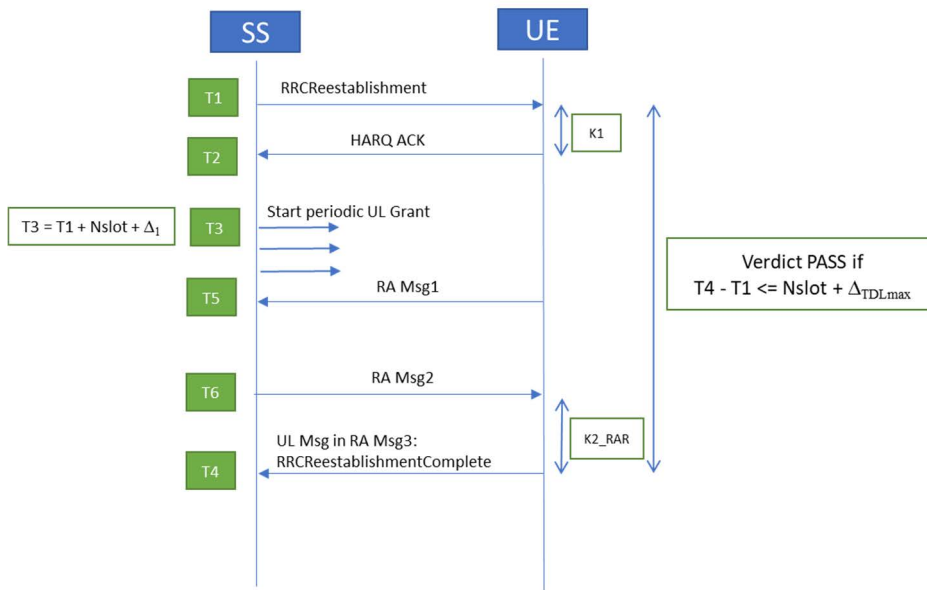 SS
UE
T1
RRCReestablishment
K1
T2
HARQ ACK
T3 = T1 + Nslot + Δ1
T3
Start periodic UL Grant
Verdict PASS if
T4 - T1 <= Nslot + ΔTDLmax
T5
RA Msg1
T6
RA Msg2
K2_RAR
UL Msg in RA Msg3:
RRCReestablishmentComplete
T4